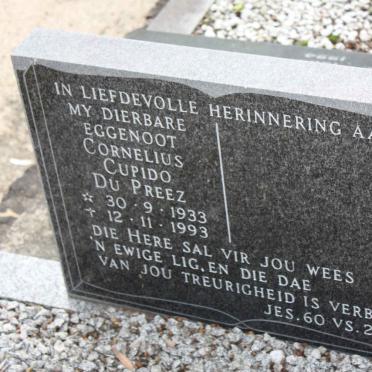 IN LIEFDEVOLLE HERINNERING AA
MY DIERBARE
EGGENOOT
CORNELIUS
CUPIDO
DU PREEZ
☆ 30·9·1933
+ 12·11·1993
DIE HERE SAL VIR JOU WEES
'N EWIGE LIG, EN DIE DAE
VAN JOU TREURIGHEID IS VERB
JES. 60 VS. 2